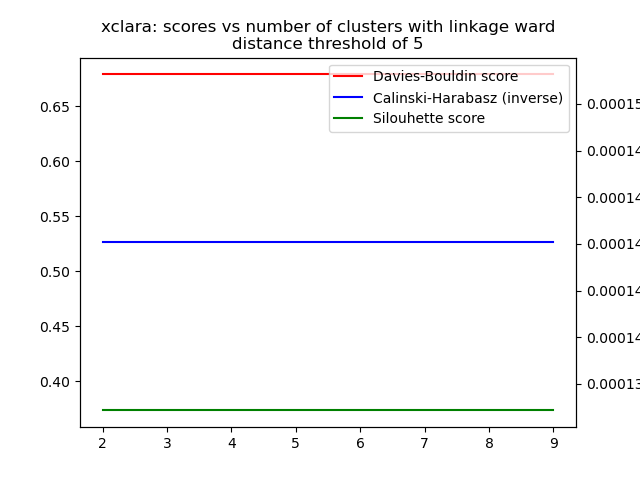 xclara: scores vs number of clusters with linkage ward
distance threshold of 5
Davies-Bouldin score
Calinski-Harabasz (inverse)
Silouhette score
0.65
0.60
0.55
0.50
0.45
0.40
0.00015
0.00014
0.00014
0.00014
0.00014
0.00014
0.00013
2 3 4 5 6 7 8 9